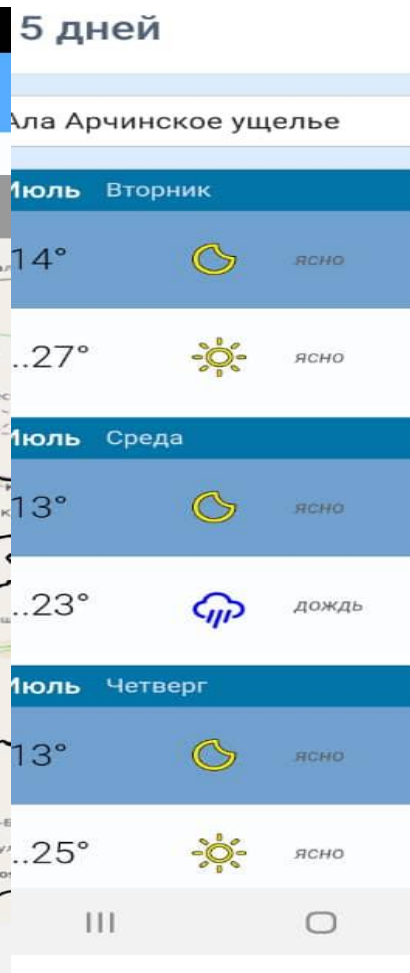 5 дней
Ала Арчинское ущелье
Июль Вторник
14° ясно
..27° ясно
Июль Среда
13° ясно
..23° дождь
Июль Четверг
13° ясно
..25° ясно